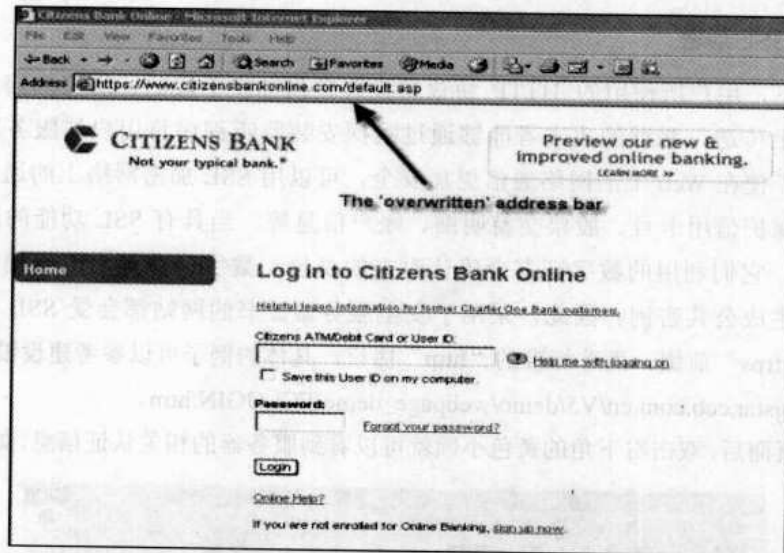 Citizens Bank Online - Microsoft Internet Explorer
File Edit View Favorites Tools Help
Back Search Favorites Media
Address https://www.citizensbankonline.com/default.asp
CITIZENS BANK
Not your typical bank.®
Preview our new &
improved online banking.
LEARN MORE >>
The 'overwritten' address bar
Home
Log in to Citizens Bank Online
Helpful login information for former Charter One Bank customers.
Citizens ATM/Debit Card or User ID:
Help me with logging on
Save this User ID on my computer.
Password:
Forgot your password?
Login
Online Help?
If you are not enrolled for Online Banking, sign up now.